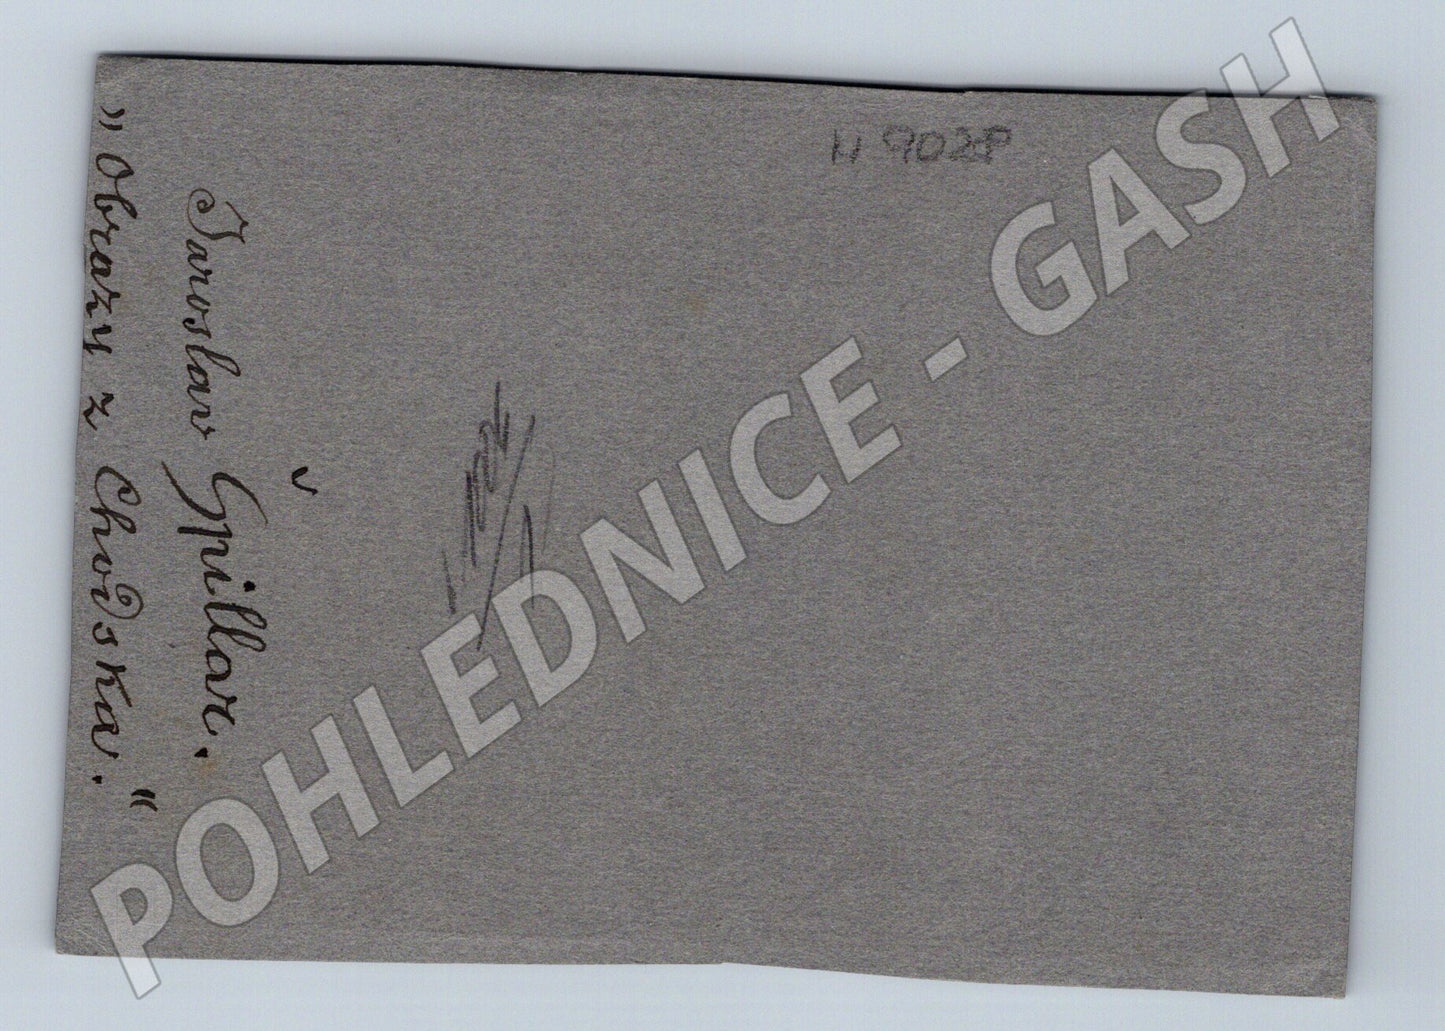 Jaroslav Špillar.
„Obrazy z Chodska.“
POHLEDNICE - GASH